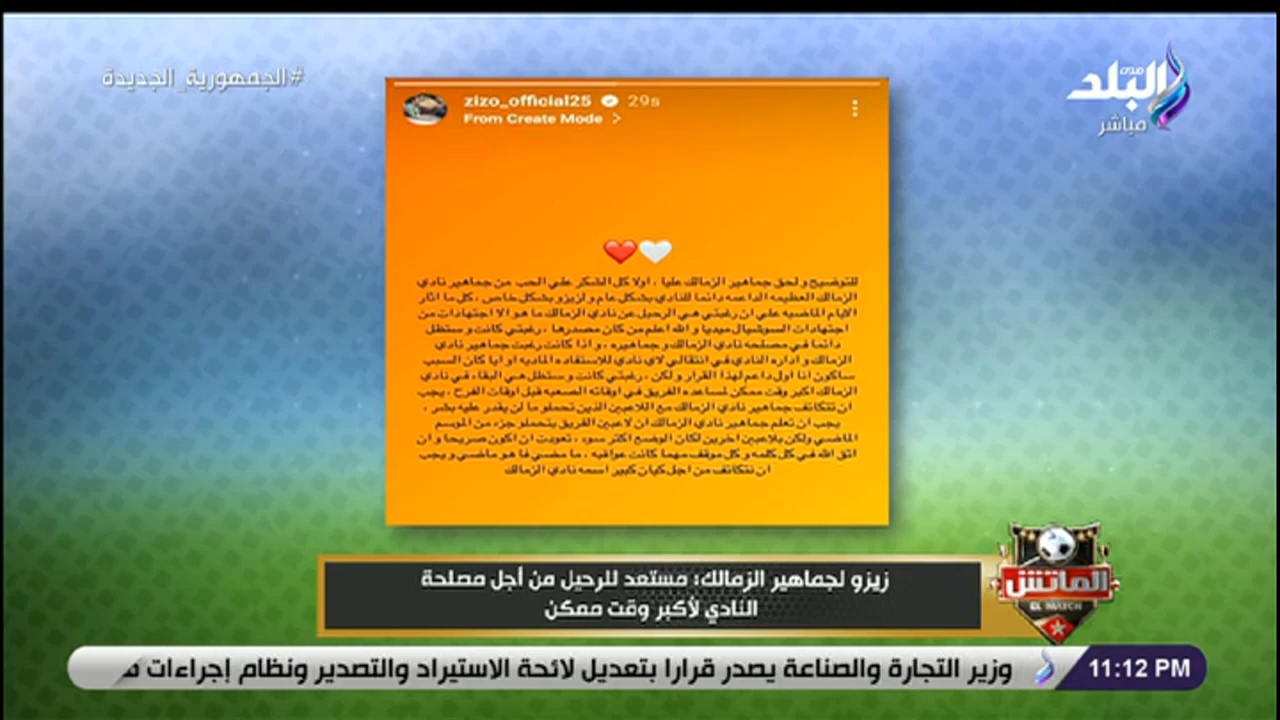 #الجمهورية_الجديدة
صدى
البلد
مباشر
zizo_official25 29s
From Create Mode >
❤️🤍
للتوضيح و لحق جماهير الزمالك عليا ، اولا كل الشكر علي الحب من جماهير نادي
الزمالك العظيمه الداعمه دائما للنادي بشكل عام و لزيزو بشكل خاص ، كل ما اثار
الايام الماضيه علي ان رغبتي هي الرحيل عن نادي الزمالك ما هو الا اجتهادات من
اجتهادات السوشيال ميديا و الله اعلم من كان مصدرها ، رغبتي كانت و ستظل
دائما في مصلحه نادي الزمالك و جماهيره ، و اذا كانت رغبت جماهير نادي
الزمالك و اداره النادي في انتقالي لاي نادي للاستفاده الماديه او ايا كان السبب
ساكون انا اول داعم لهذا القرار و لكن ، رغبتي كانت و ستظل هي البقاء في نادي
الزمالك اكبر وقت ممكن لمساعده الفريق في اوقاته الصعبه قبل اوقات الفرح ، يجب
ان نتكاتف جماهير نادي الزمالك مع اللاعبين الذين تحملو ما لن يقدر عليه بشر ،
يجب ان تعلم جماهير نادي الزمالك ان لاعبين الفريق يتحملو جزء من الموسم
الماضي ولكن بلاعبين اخرين لكان الوضع اكثر سوء ، تعودت ان اكون صريحا و ان
اتق الله في كل كلمه و كل موقف مهما كانت عواقبه ، ما مضي فا هو ماضي و يجب
ان نتكاتف من اجل كيان كبير اسمه نادي الزمالك
زيزو لجماهير الزمالك: مستعد للرحيل من أجل مصلحة
النادي لأكبر وقت ممكن
الماتش
EL MATCH
وزير التجارة والصناعة يصدر قرارا بتعديل لائحة الاستيراد والتصدير ونظام إجراءات
11:12 PM